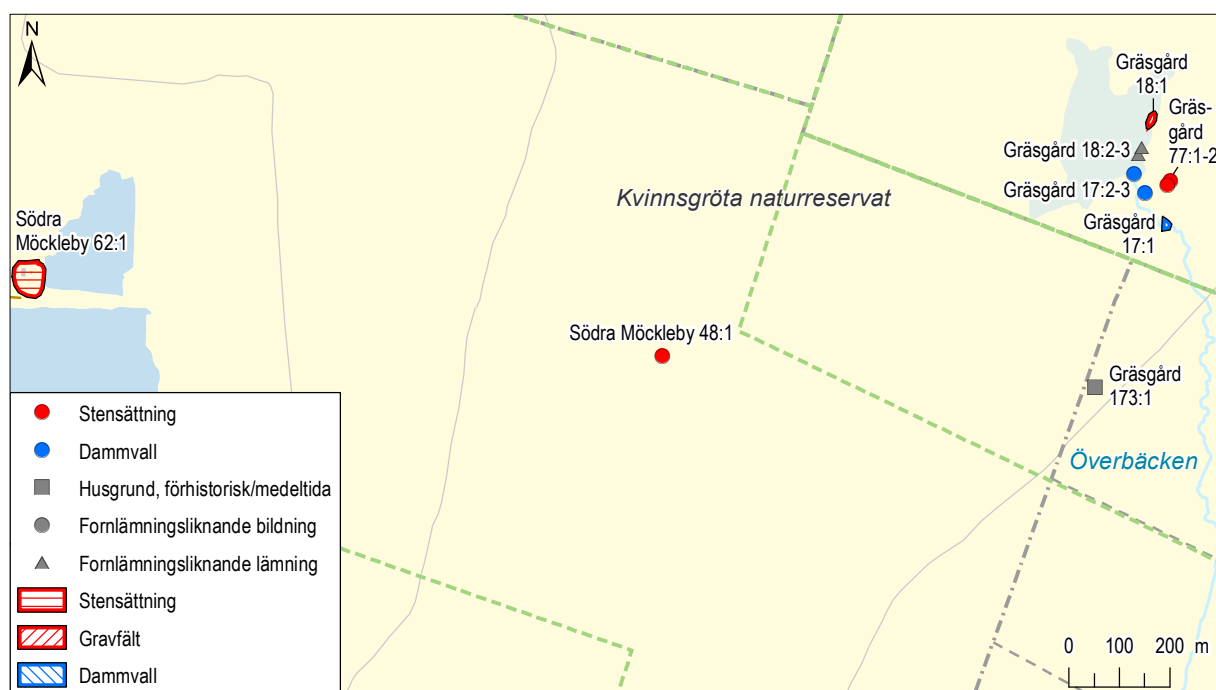 N
Gräsgård
18:1
Gräs-
gård
77:1-2
Gräsgård 18:2-3
Gräsgård 17:2-3
Kvinnsgröta naturreservat
Gräsgård
17:1
Södra
Möckleby 62:1
Södra Möckleby 48:1
Gräsgård
173:1
Överbäcken
Stensättning
Dammvall
Husgrund, förhistorisk/medeltida
Fornlämningsliknande bildning
Fornlämningsliknande lämning
Stensättning
Gravfält
Dammvall
0 100 200 m